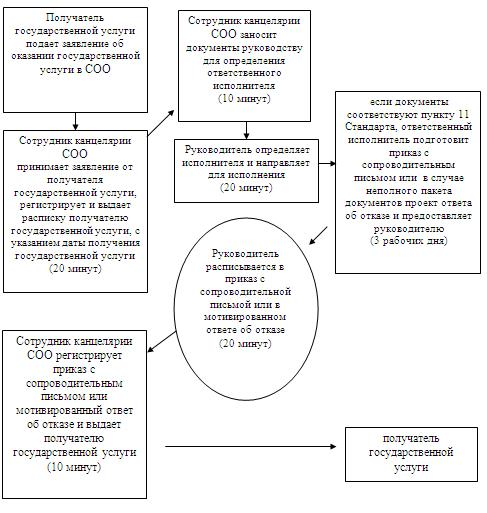 Получатель
государственной услуги
подает заявление об
оказании государственной
услуги в СОО
Сотрудник канцелярии
СОО
принимает заявление от
получателя
государственной услуги,
регистрирует и выдает
расписку получателю
государственной услуги, с
указанием даты получения
государственной услуги
(20 минут)
Сотрудник канцелярии
СОО заносит
документы руководству
для определения
ответственного
исполнителя
(10 минут)
Руководитель определяет
исполнителя и направляет
для исполнения
(20 минут)
если документы
соответствуют пункту 11
Стандарта, ответственный
исполнитель подготовит
приказ с
сопроводительным
письмом или в случае
неполного пакета
документов проект ответа
об отказе и предоставляет
руководителю
(3 рабочих дня)
Руководитель
расписывается в
приказ с
сопроводительной
письмой или в
мотивированном
ответе об отказе
(20 минут)
Сотрудник канцелярии
СОО регистрирует
приказ с
сопроводительным
письмом или
мотивированный ответ
об отказе и выдает
получателю
государственной услуги
(10 минут)
получатель
государственной
услуги